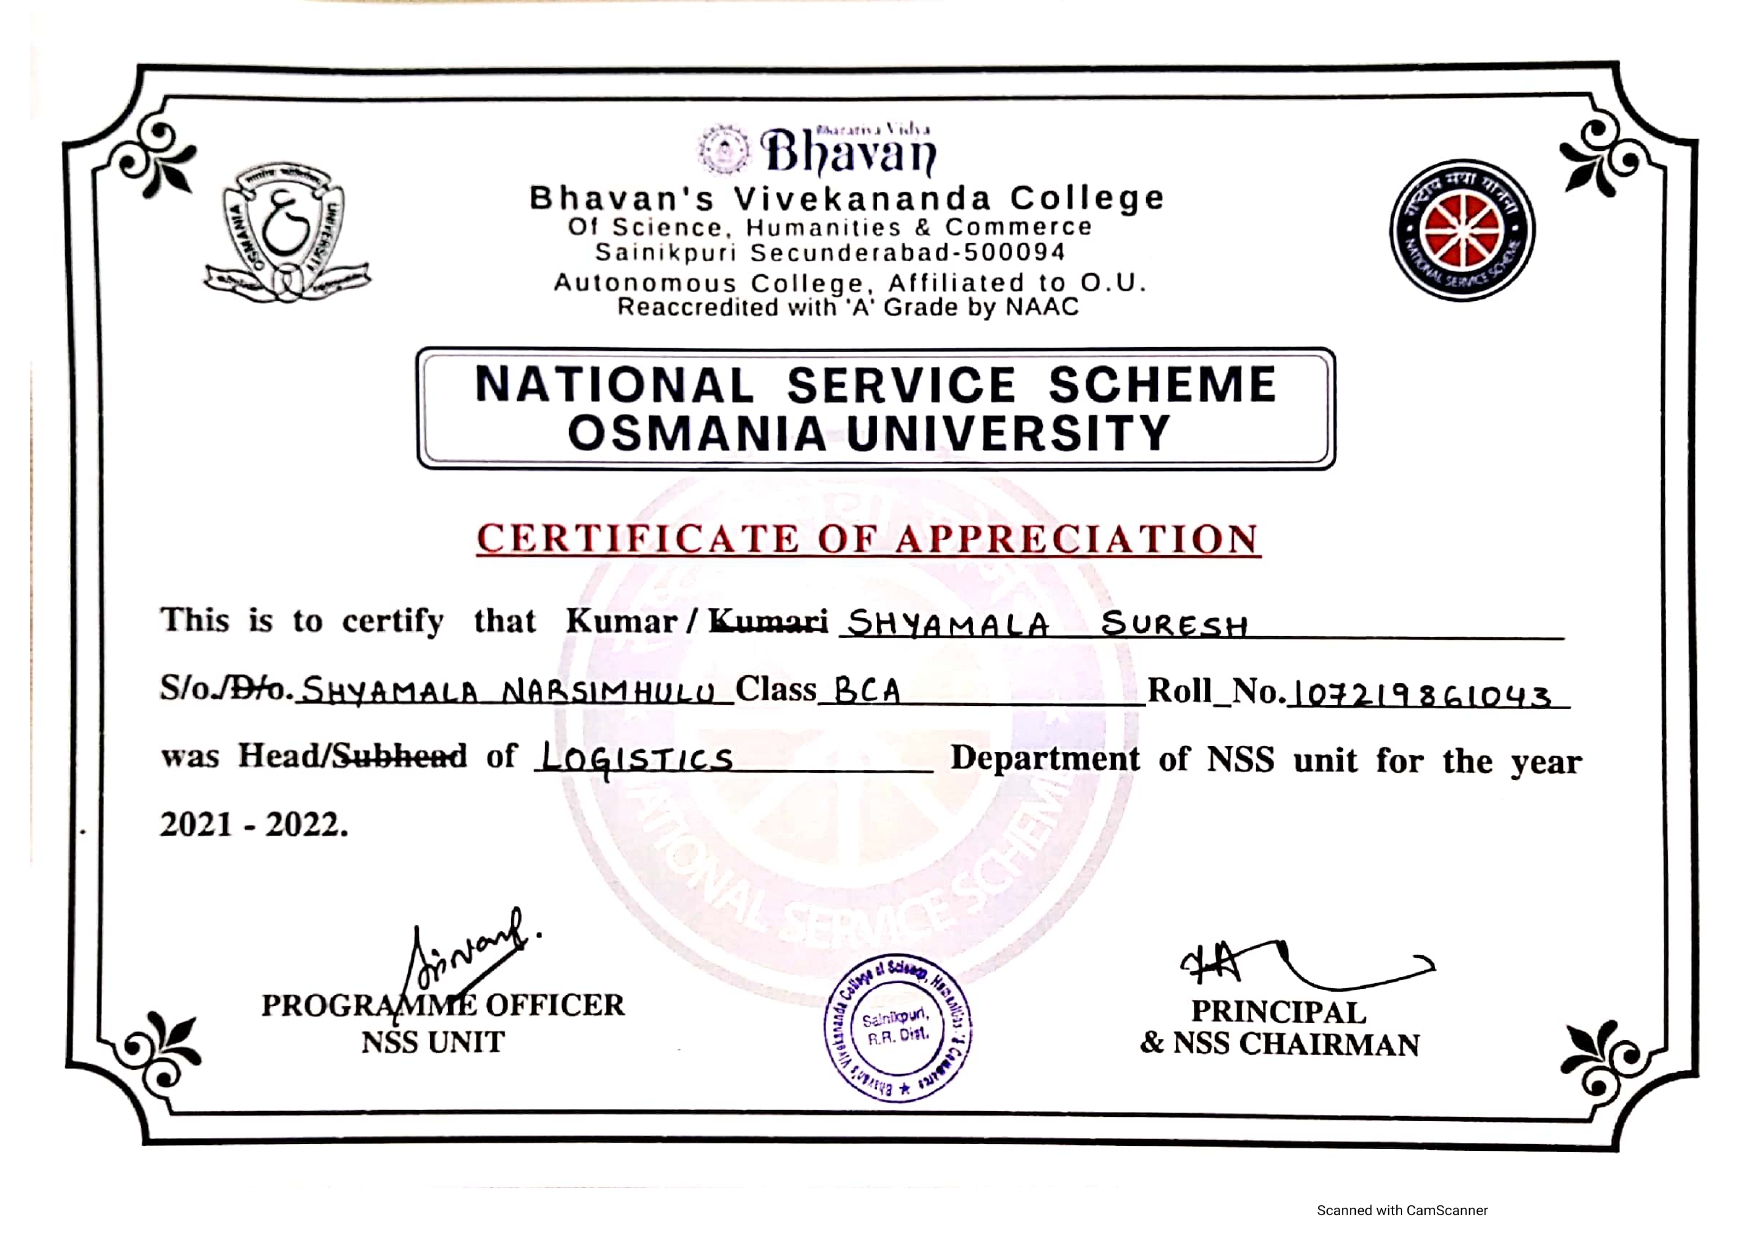 Bharatiya Vidya
Bhavan
Bhavan's Vivekananda College
Of Science, Humanities & Commerce
Sainikpuri Secunderabad-500094
Autonomous College, Affiliated to O.U.
Reaccredited with 'A' Grade by NAAC
OSMANIA UNIVERSITY
NATIONAL SERVICE SCHEME
NATIONAL SERVICE SCHEME
OSMANIA UNIVERSITY
CERTIFICATE OF APPRECIATION
This is to certify that Kumar / Kumari SHYAMALA SURESH
S/o./D/o. SHYAMALA NARSIMHULU Class BCA Roll_No. 107219861043
was Head/Subhead of LOGISTICS Department of NSS unit for the year
2021 - 2022.
NATIONAL SERVICE SCHEME
PROGRAMME OFFICER
NSS UNIT
Bhavan's Vivekananda College of Science, Humanities & Commerce
Sainikpuri,
R.R. Dist.
PRINCIPAL
& NSS CHAIRMAN
Scanned with CamScanner